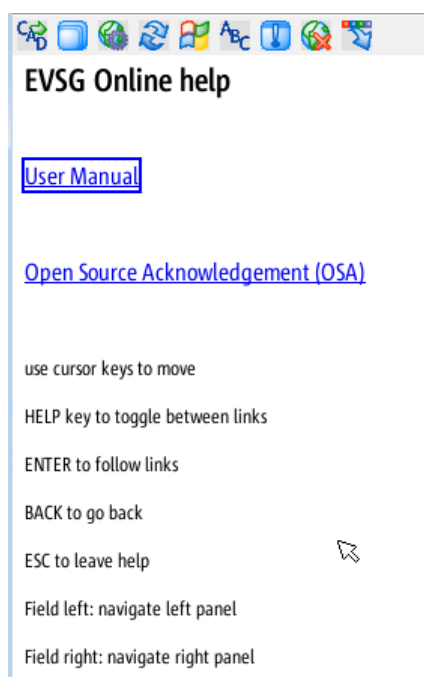 CAD
ABC
EVSG Online help
User Manual
Open Source Acknowledgement (OSA)
use cursor keys to move
HELP key to toggle between links
ENTER to follow links
BACK to go back
ESC to leave help
Field left: navigate left panel
Field right: navigate right panel